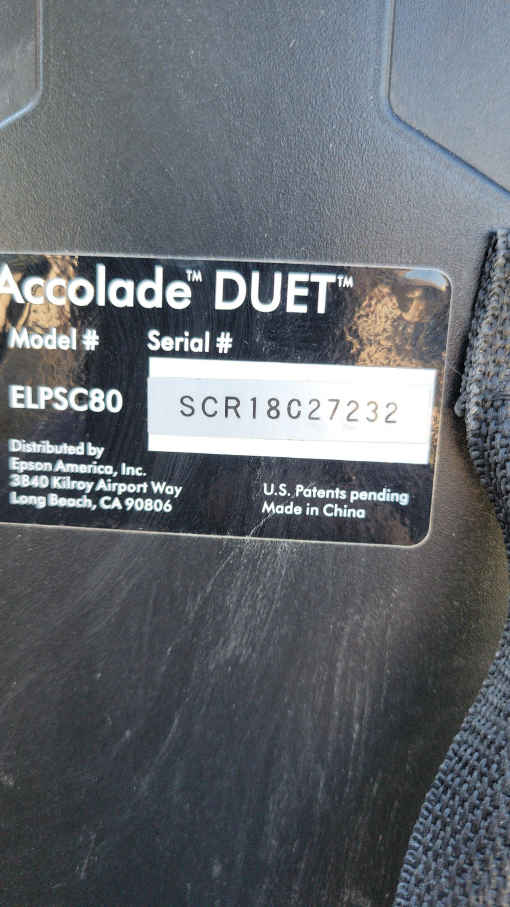 Accolade™ DUET™
Model # Serial #
ELPSC80 SCR18C27232
Distributed by
Epson America, Inc.
3840 Kilroy Airport Way
Long Beach, CA 90806
U.S. Patents pending
Made in China